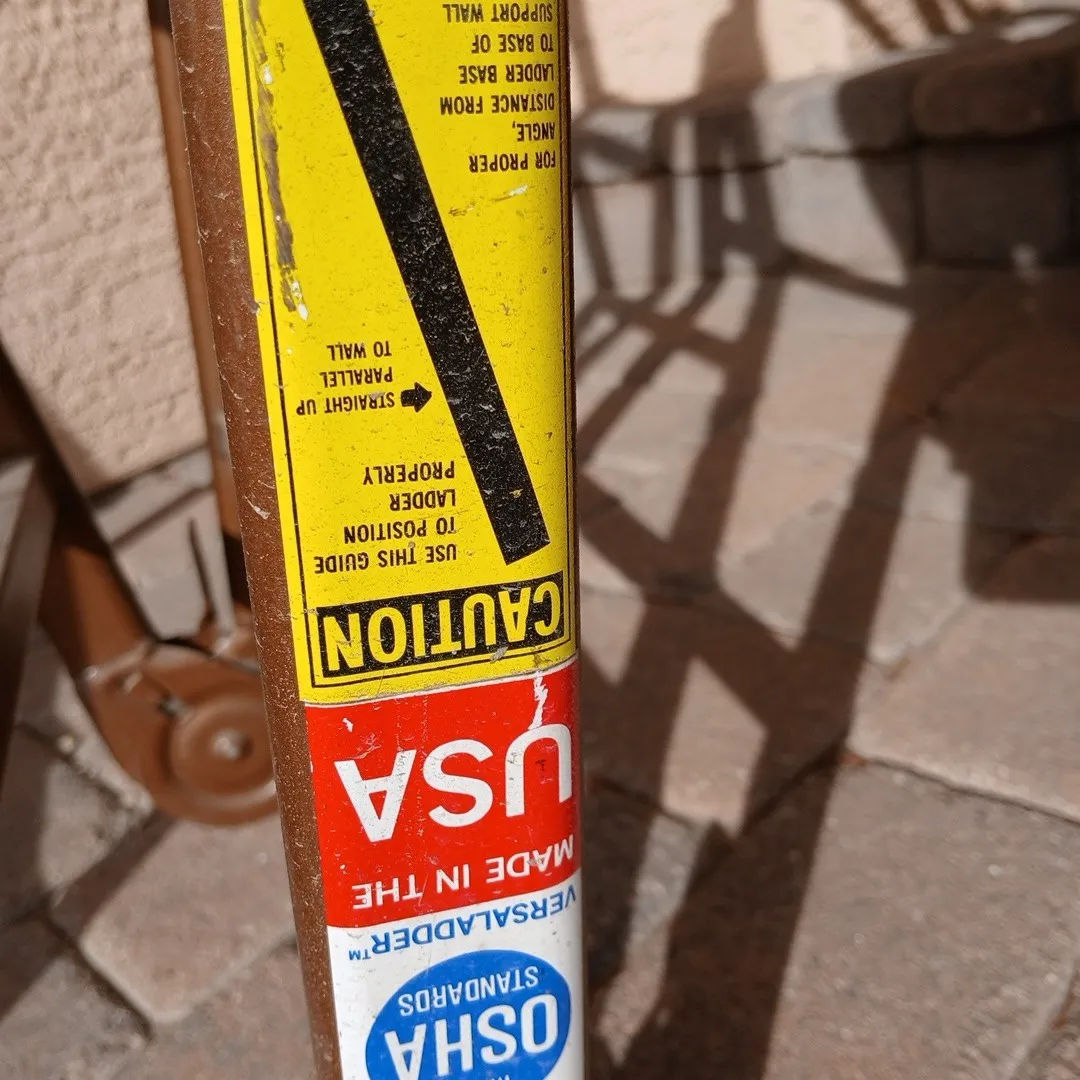 OSHA
STANDARDS
VERSALADDER™
MADE IN THE
USA
CAUTION
USE THIS GUIDE
TO POSITION
LADDER
PROPERLY
STRAIGHT UP
PARALLEL
TO WALL
FOR PROPER
ANGLE,
DISTANCE FROM
LADDER BASE
TO BASE OF
SUPPORT WALL